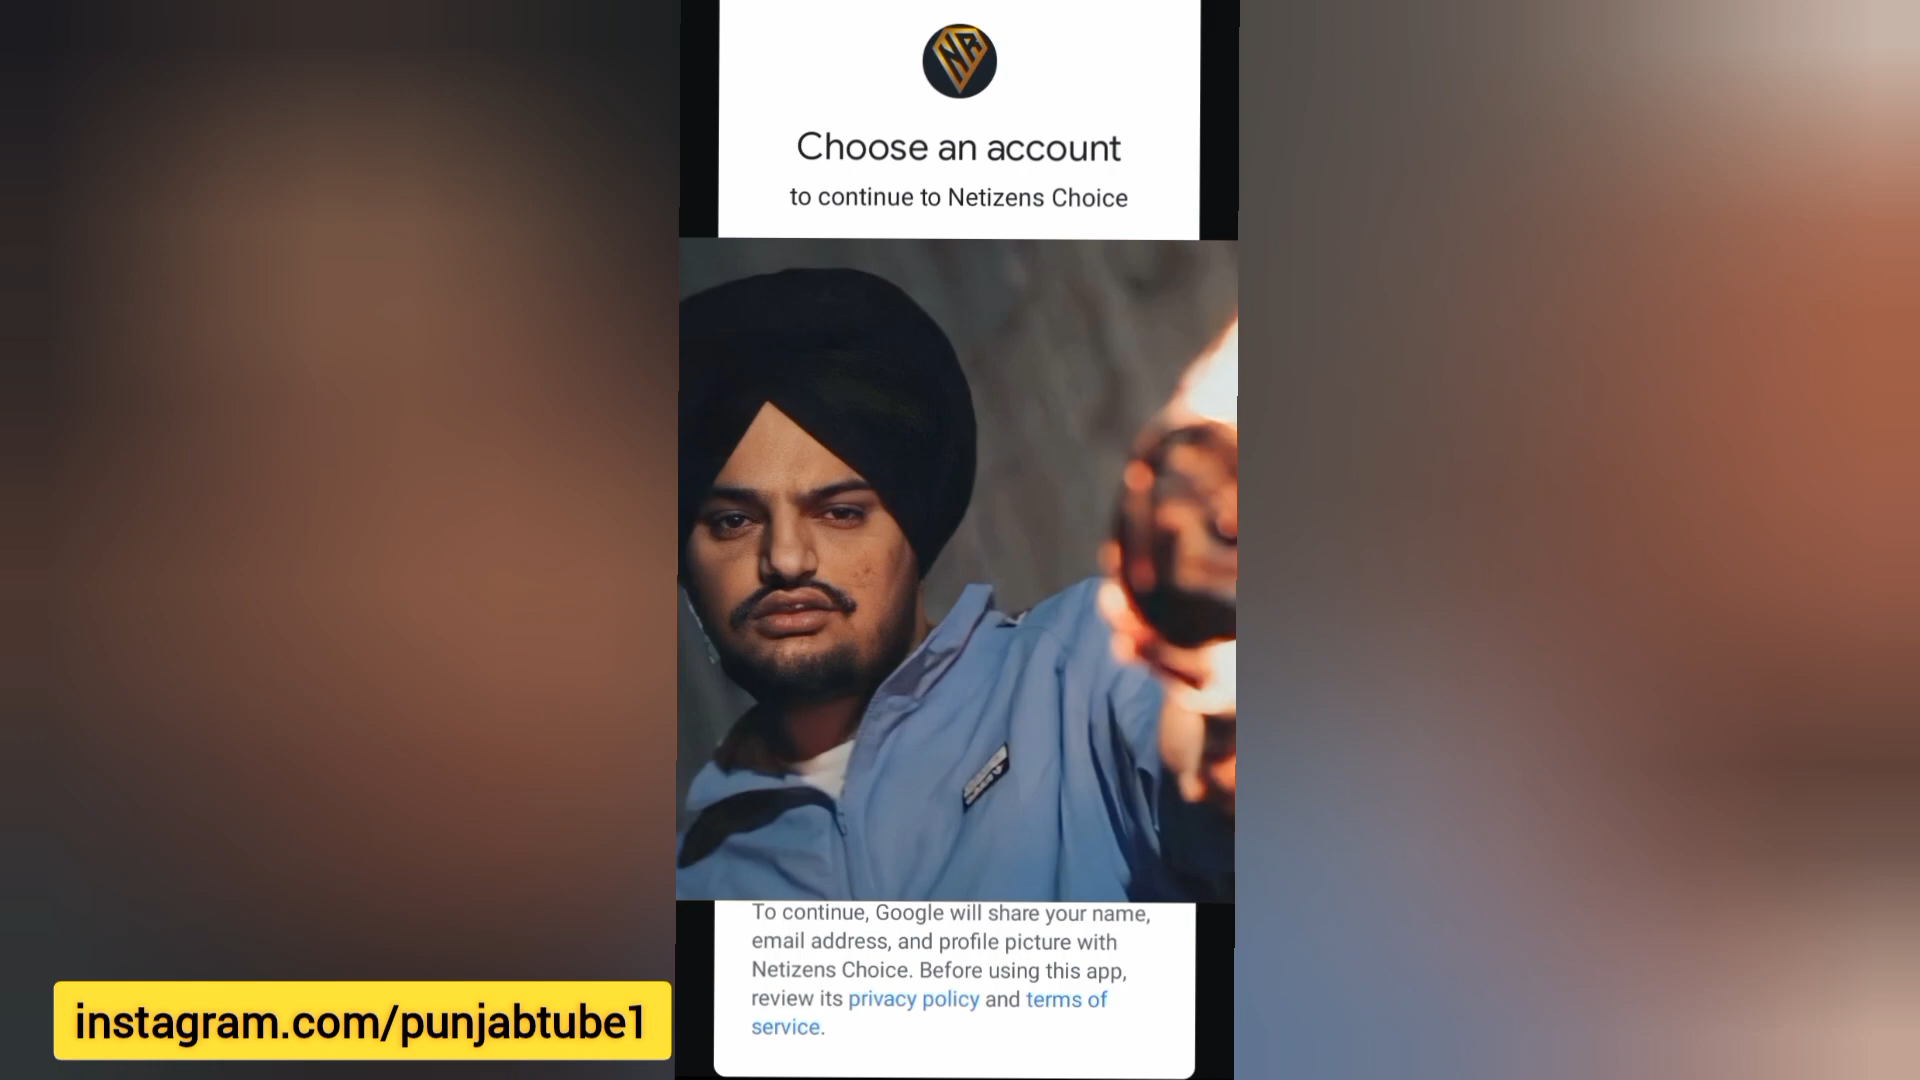 NR
Choose an account
to continue to Netizens Choice
To continue, Google will share your name,
email address, and profile picture with
Netizens Choice. Before using this app,
review its privacy policy and terms of
service.
instagram.com/punjabtube1